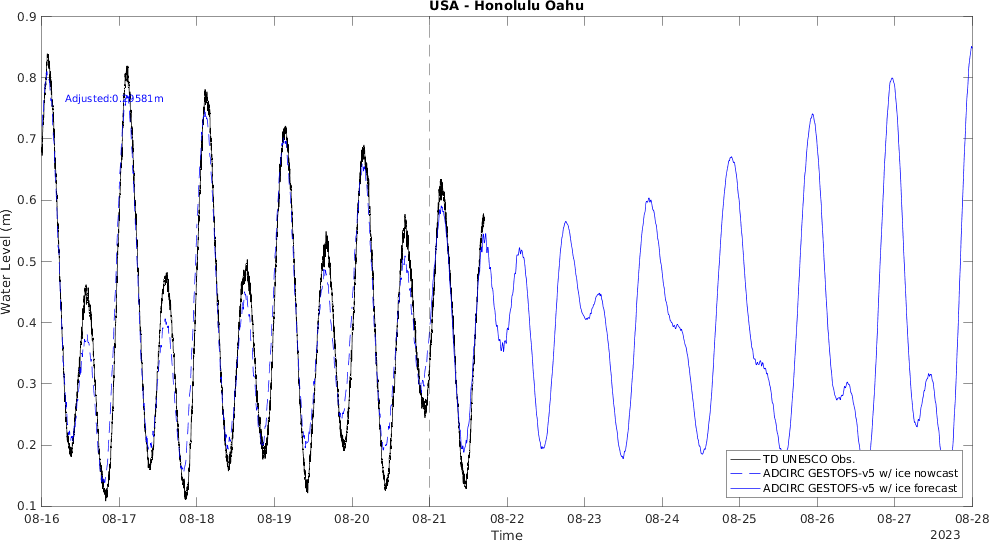 USA - Honolulu Oahu
0.9
0.8
0.7
0.6
0.5
0.4
0.3
0.2
0.1
Water Level (m)
TD UNESCO Obs.
ADCIRC GESTOFS-v5 w/ ice nowcast
ADCIRC GESTOFS-v5 w/ ice forecast
08-16 08-17 08-18 08-19 08-20 08-21 08-22 08-23 08-24 08-25 08-26 08-27 08-28
Time
2023